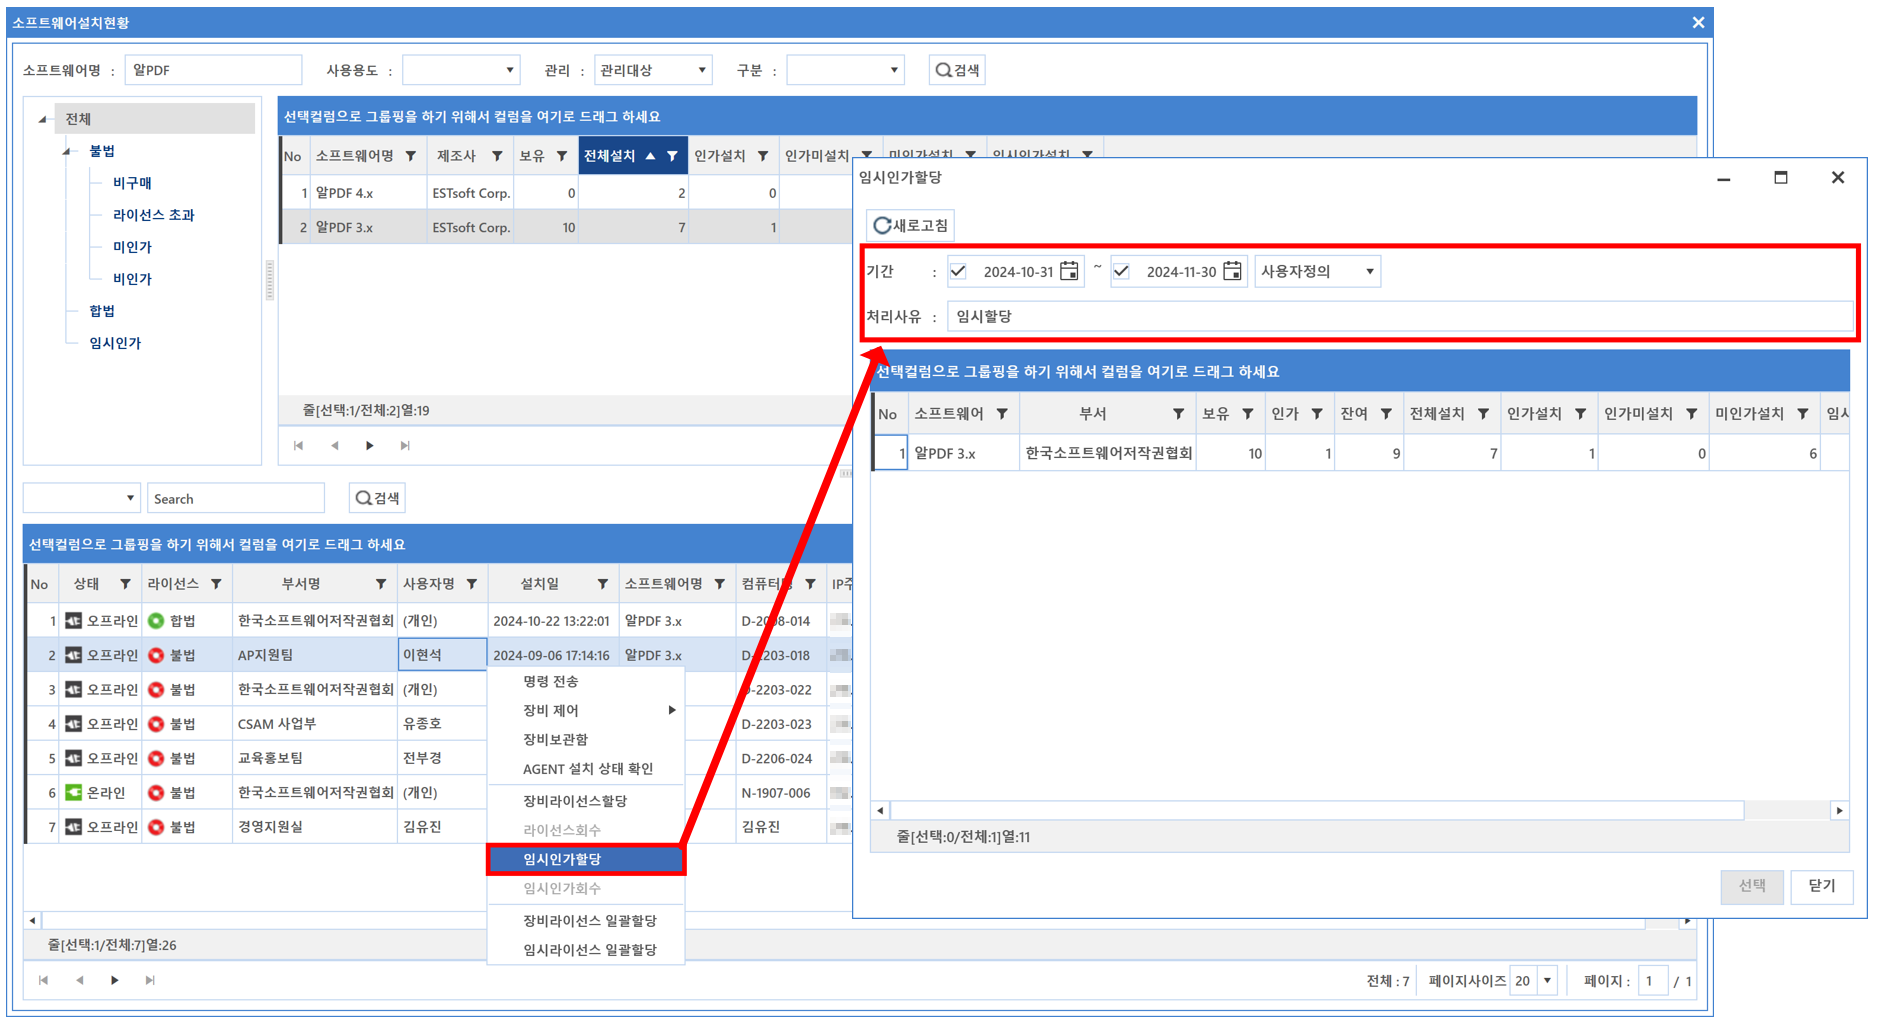 소프트웨어설치현황
소프트웨어명 : 알PDF 사용용도 : 관리 : 관리대상 구분 : 검색
전체
불법
비구매
라이선스 초과
미인가
비인가
합법
임시인가
선택컬럼으로 그룹핑을 하기 위해서 컬럼을 여기로 드래그 하세요
No 소프트웨어명 제조사 보유 전체설치 인가설치 인가미설치 미인가설치 임시인가설치
1 알PDF 4.x ESTsoft Corp. 0 2 0
2 알PDF 3.x ESTsoft Corp. 10 7 1
줄[선택:1/전체:2]열:19
Search 검색
선택컬럼으로 그룹핑을 하기 위해서 컬럼을 여기로 드래그 하세요
No 상태 라이선스 부서명 사용자명 설치일 소프트웨어명 컴퓨터 IP주
1 오프라인 합법 한국소프트웨어저작권협회 (개인) 2024-10-22 13:22:01 알PDF 3.x D-2008-014
2 오프라인 불법 AP지원팀 이현석 2024-09-06 17:14:16 알PDF 3.x D-2203-018
3 오프라인 불법 한국소프트웨어저작권협회 (개인) D-2203-022
4 오프라인 불법 CSAM 사업부 유종호 D-2203-023
5 오프라인 불법 교육홍보팀 전부경 D-2206-024
6 온라인 불법 한국소프트웨어저작권협회 (개인) N-1907-006
7 오프라인 불법 경영지원실 김유진 김유진
명령 전송
장비 제어
장비보관함
AGENT 설치 상태 확인
장비라이선스할당
라이선스회수
임시인가할당
임시인가회수
장비라이선스 일괄할당
임시라이선스 일괄할당
줄[선택:1/전체:7]열:26
전체 : 7 페이지사이즈 20 페이지 : 1 / 1
임시인가할당
새로고침
기간 : 2024-10-31 ~ 2024-11-30 사용자정의
처리사유 : 임시할당
선택컬럼으로 그룹핑을 하기 위해서 컬럼을 여기로 드래그 하세요
No 소프트웨어 부서 보유 인가 잔여 전체설치 인가설치 인가미설치 미인가설치 임시
1 알PDF 3.x 한국소프트웨어저작권협회 10 1 9 7 1 0 6
줄[선택:0/전체:1]열:11
선택 닫기